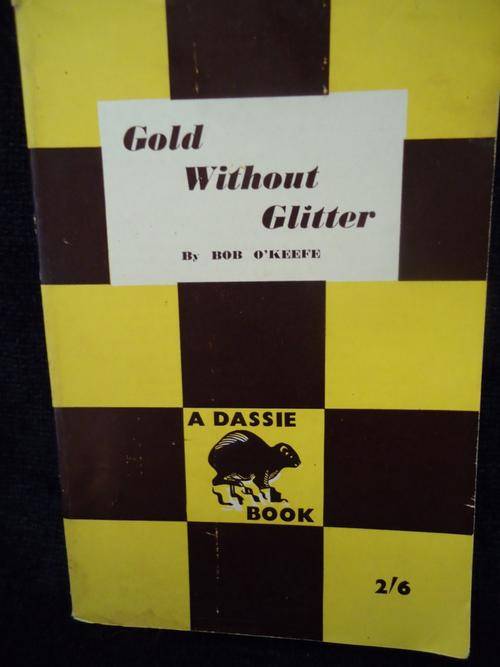 Gold
Without
Glitter
By BOB O'KEEFE
A DASSIE
BOOK
2/6